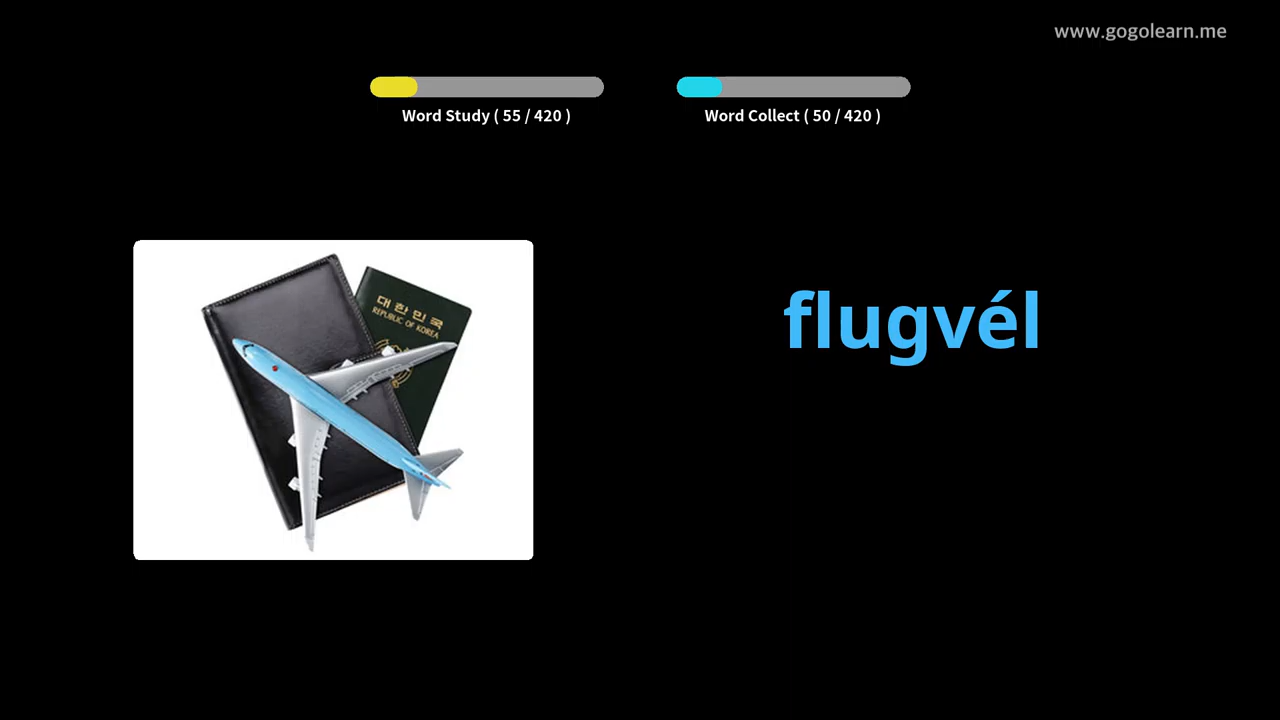 www.gogolearn.me
Word Study ( 55 / 420 )
Word Collect ( 50 / 420 )
대한민국
REPUBLIC OF KOREA
flugvél